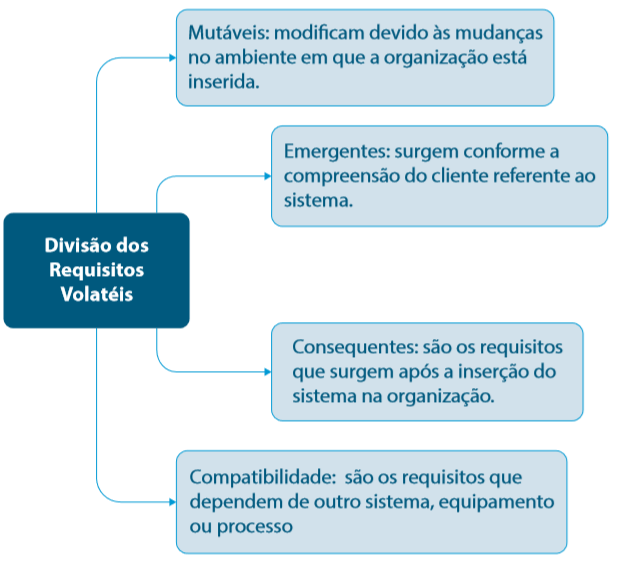 Mutáveis: modificam devido às mudanças
no ambiente em que a organização está
inserida.
Emergentes: surgem conforme a
compreensão do cliente referente ao
sistema.
Divisão dos
Requisitos
Volatéis
Consequentes: são os requisitos
que surgem após a inserção do
sistema na organização.
Compatibilidade: são os requisitos que
dependem de outro sistema, equipamento
ou processo